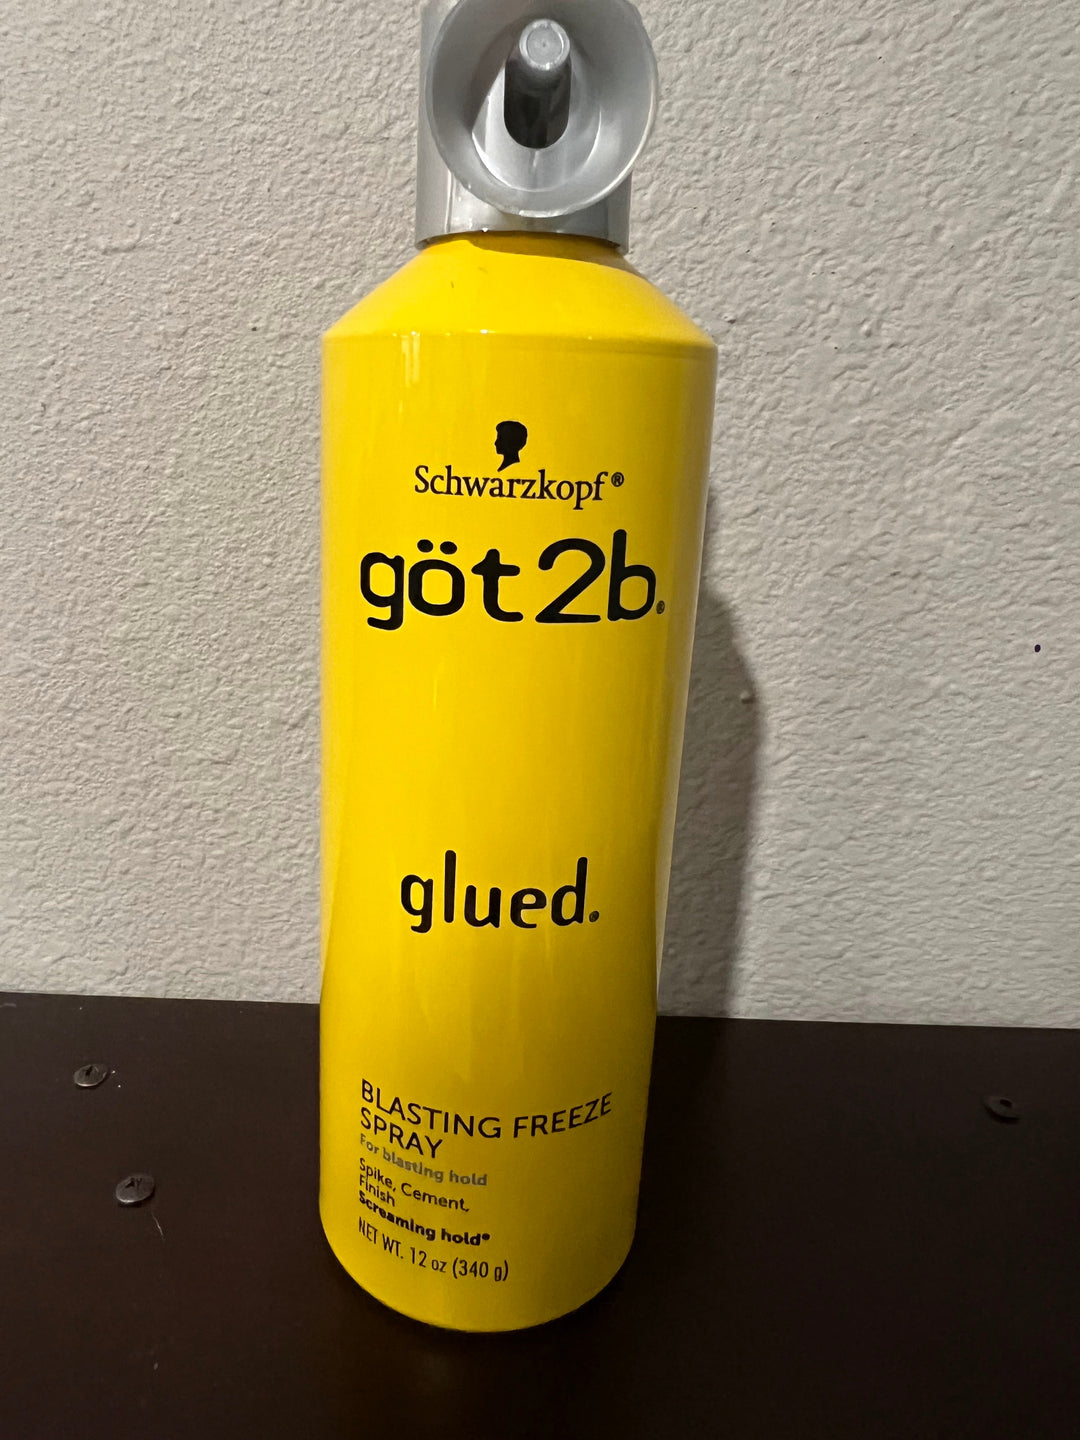 Schwarzkopf®
göt2b®
glued.
BLASTING FREEZE
SPRAY
For blasting hold
Spike, Cement,
Finish
Screaming hold®
NET WT. 12 oz (340 g)